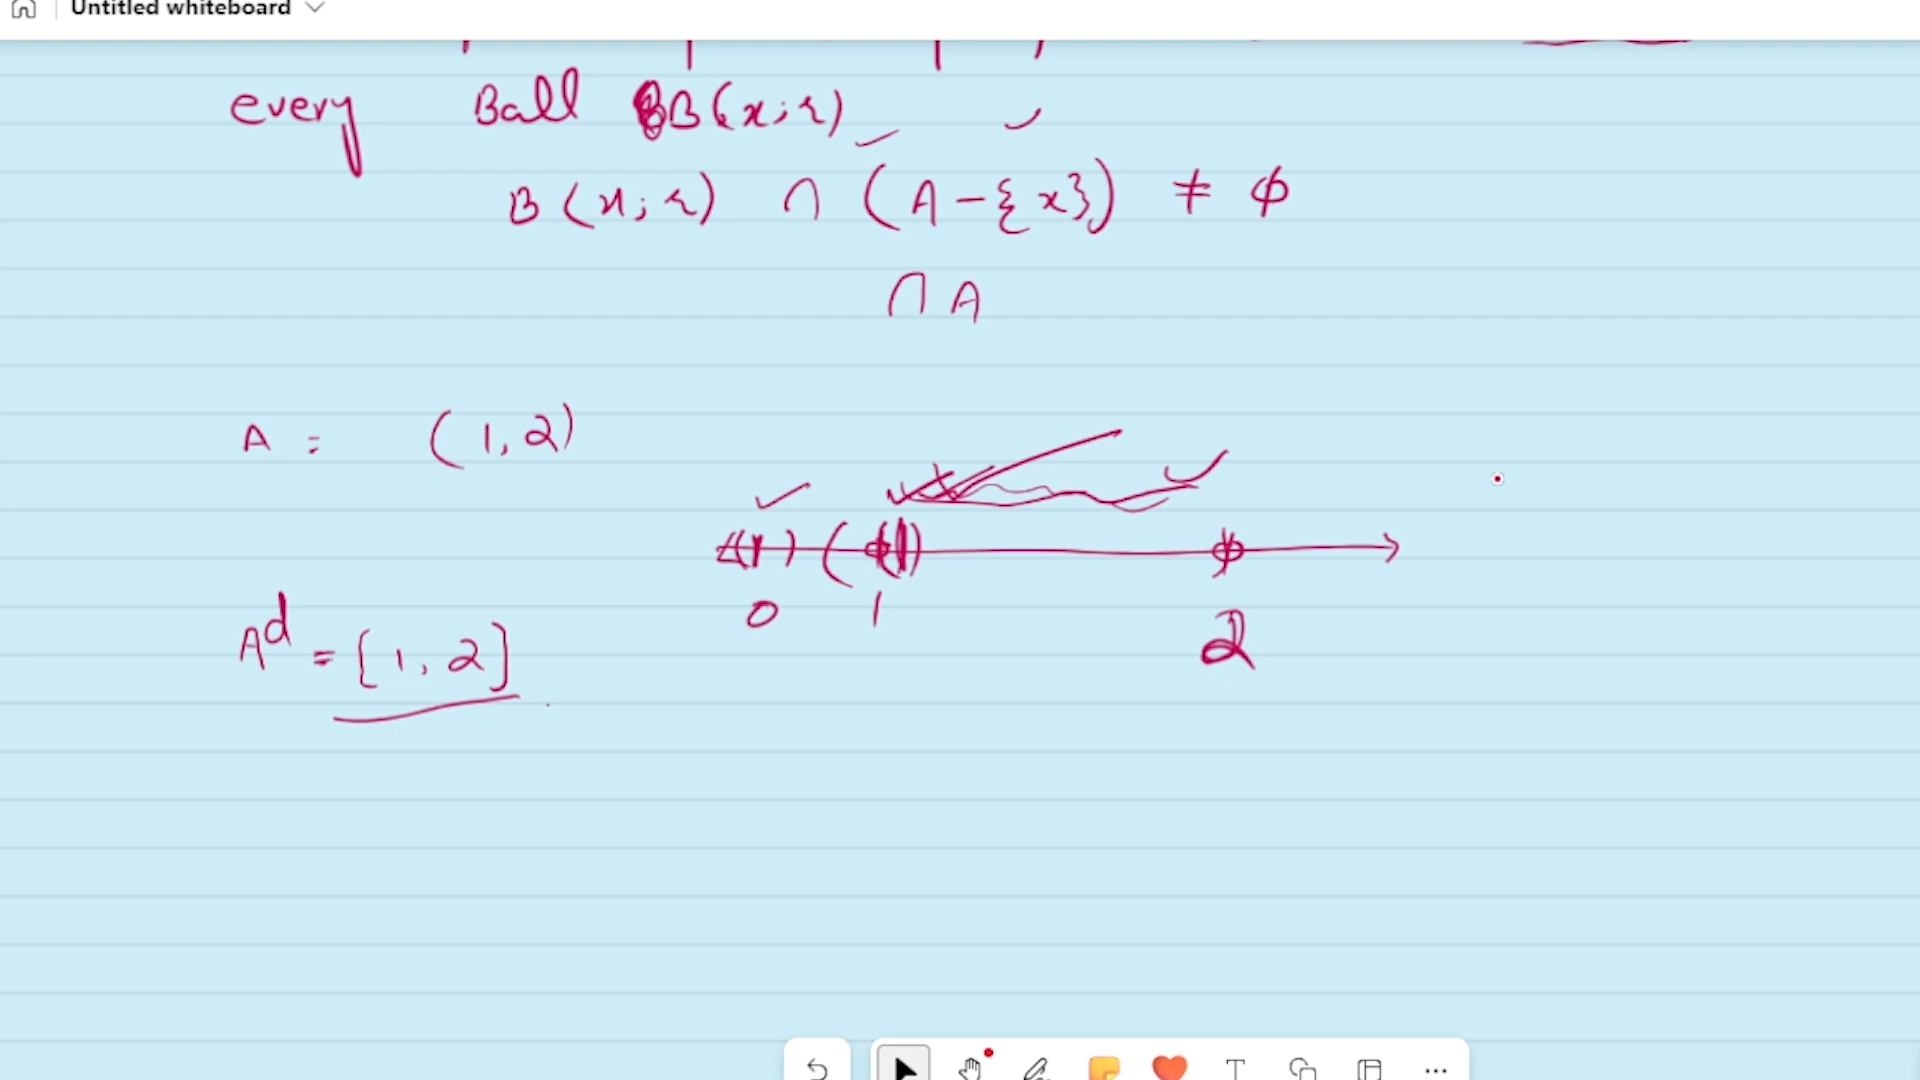 Untitled whiteboard
every Ball B(x;r)
B(x;r) ∩ (A-{x}) ≠ ϕ
∩ A
A = (1,2)
0 1 2
A^d = [1,2]